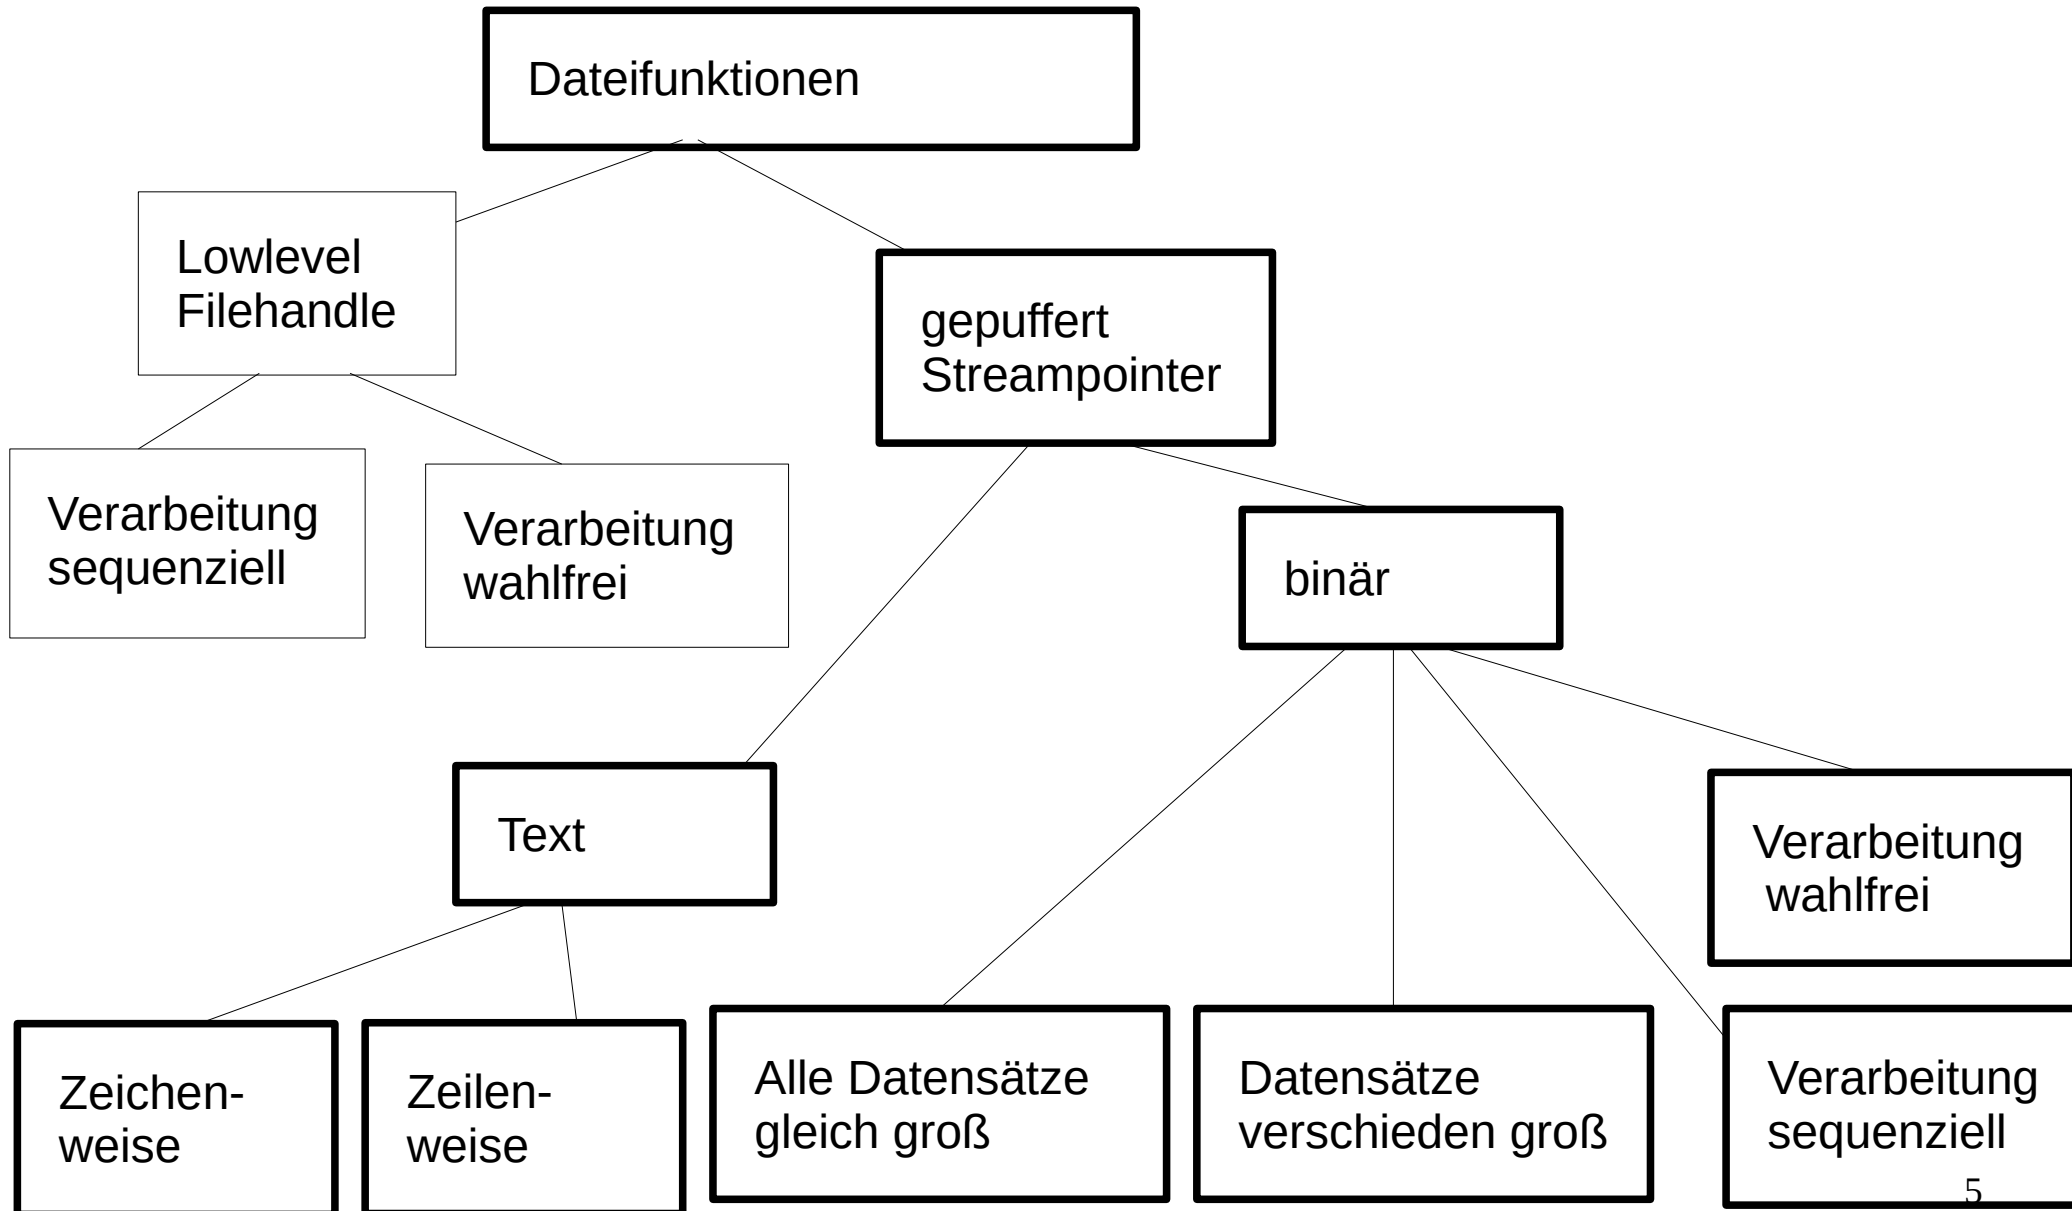 Dateifunktionen
Lowlevel
Filehandle
gepuffert
Streampointer
Verarbeitung
sequenziell
Verarbeitung
wahlfrei
binär
Text
Verarbeitung
wahlfrei
Zeichen-
weise
Zeilen-
weise
Alle Datensätze
gleich groß
Datensätze
verschieden groß
Verarbeitung
sequenziell
5